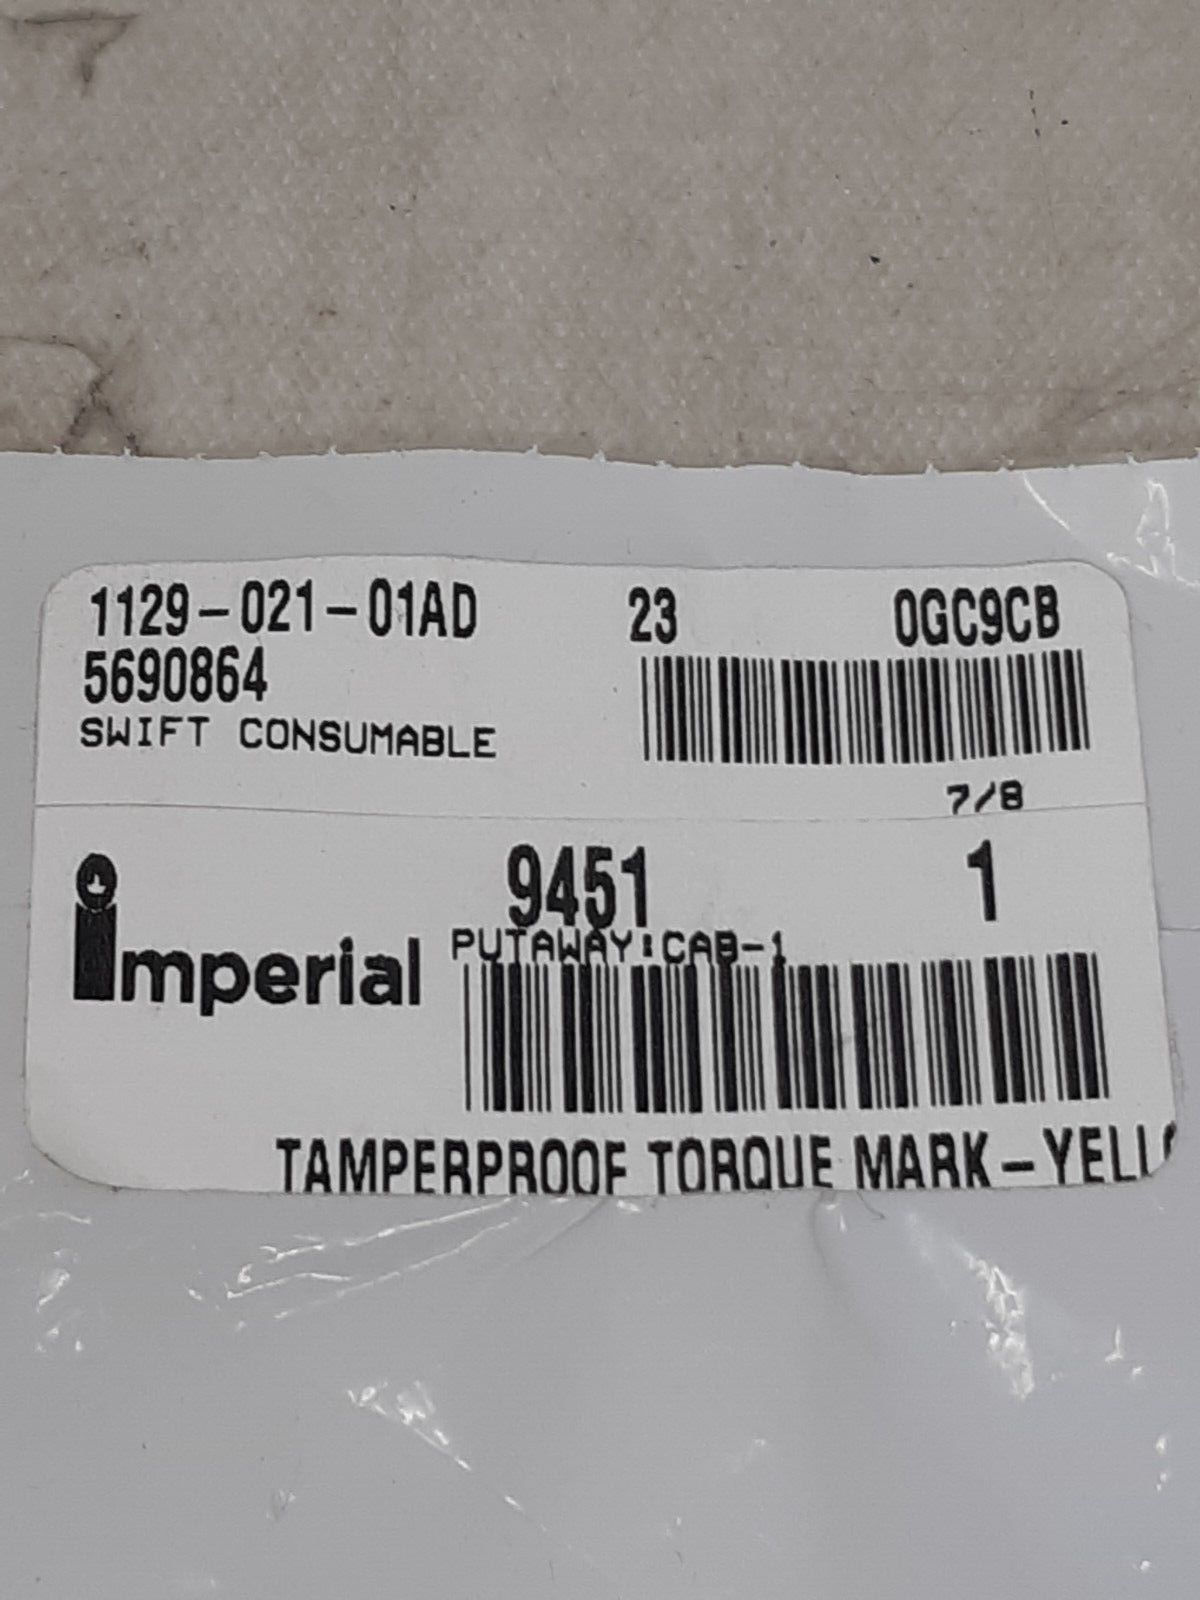 1129-021-01AD 23 0GC9CB
5690864
SWIFT CONSUMABLE
7/8
imperial 9451 1
PUTAWAY:CAB-1
TAMPERPROOF TORQUE MARK-YELLO